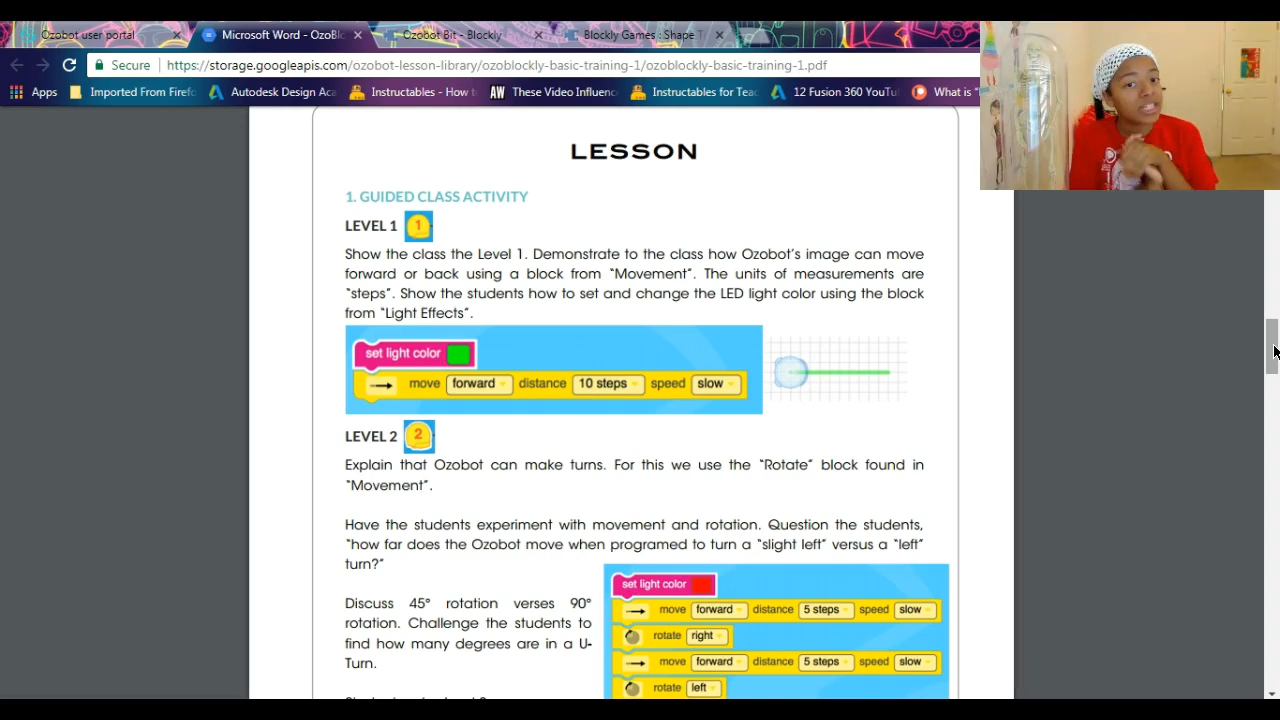 Ozobot user portal
Microsoft Word - OzoBlc
Ozobot Bit - Blockly
Blockly Games : Shape T
Secure https://storage.googleapis.com/ozobot-lesson-library/ozoblockly-basic-training-1/ozoblockly-basic-training-1.pdf
Apps Imported From Firefo Autodesk Design Aca Instructables - How t AW These Video Influenc Instructables for Teac 12 Fusion 360 YouTu What is "
LESSON
1. GUIDED CLASS ACTIVITY
LEVEL 1 1
Show the class the Level 1. Demonstrate to the class how Ozobot's image can move
forward or back using a block from "Movement". The units of measurements are
"steps". Show the students how to set and change the LED light color using the block
from "Light Effects".
set light color
move forward distance 10 steps speed slow
LEVEL 2 2
Explain that Ozobot can make turns. For this we use the "Rotate" block found in
"Movement".
Have the students experiment with movement and rotation. Question the students,
"how far does the Ozobot move when programed to turn a "slight left" versus a "left"
turn?"
Discuss 45° rotation verses 90°
rotation. Challenge the students to
find how many degrees are in a U-
Turn.
set light color
move forward distance 5 steps speed slow
rotate right
move forward distance 5 steps speed slow
rotate left